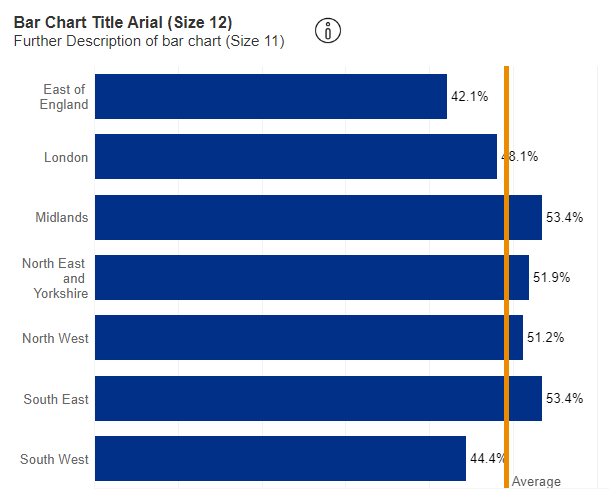 Bar Chart Title Arial (Size 12)
Further Description of bar chart (Size 11)
i
East of
England
42.1%
London
48.1%
Midlands
53.4%
North East
and
Yorkshire
51.9%
North West
51.2%
South East
53.4%
South West
44.4%
Average